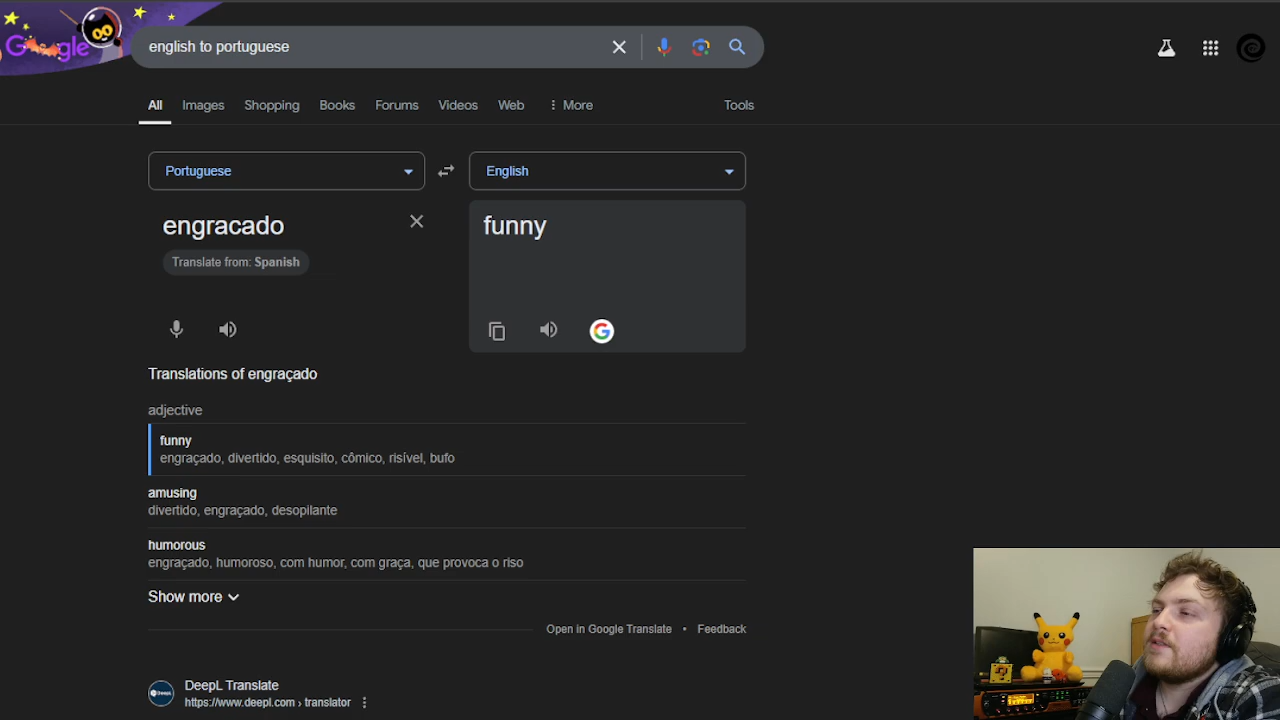 Google
english to portuguese
All Images Shopping Books Forums Videos Web More Tools
Portuguese English
engracado funny
Translate from: Spanish
Translations of engraçado
adjective
funny
engraçado, divertido, esquisito, cômico, risível, bufo
amusing
divertido, engraçado, desopilante
humorous
engraçado, humoroso, com humor, com graça, que provoca o riso
Show more
Open in Google Translate • Feedback
DeepL Translate
https://www.deepl.com › translator